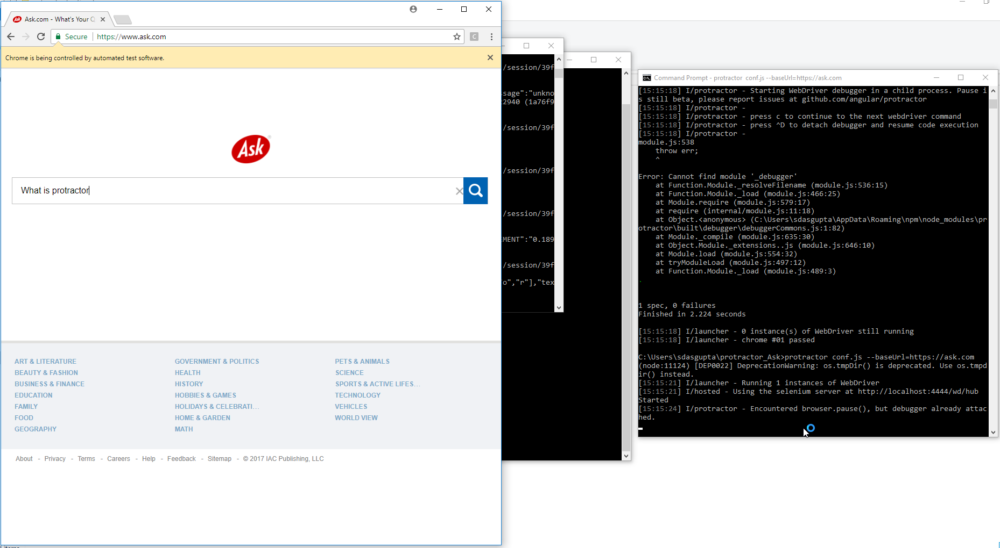 Ask.com - What's Your Q
Secure
https://www.ask.com
C
Chrome is being controlled by automated test software.
Ask
What is protractor
ART & LITERATURE
BEAUTY & FASHION
BUSINESS & FINANCE
EDUCATION
FAMILY
FOOD
GEOGRAPHY
GOVERNMENT & POLITICS
HEALTH
HISTORY
HOBBIES & GAMES
HOLIDAYS & CELEBRATI...
HOME & GARDEN
MATH
PETS & ANIMALS
SCIENCE
SPORTS & ACTIVE LIFES...
TECHNOLOGY
VEHICLES
WORLD VIEW
About - Privacy - Terms - Careers - Help - Feedback - Sitemap - © 2017 IAC Publishing, LLC
/session/39f
ssage":"unkno
22940 (1a76f9
/session/39f
/session/39f
/session/39f
EMENT":"0.189
/session/39f
"o","r"],"tex
Command Prompt - protractor conf.js --baseUrl=https://ask.com
[15:15:18] I/protractor - Starting WebDriver debugger in a child process. Pause i
s still beta, please report issues at github.com/angular/protractor
[15:15:18] I/protractor -
[15:15:18] I/protractor - press c to continue to the next webdriver command
[15:15:18] I/protractor - press ^D to detach debugger and resume code execution
[15:15:18] I/protractor -
module.js:538
    throw err;
    ^
Error: Cannot find module '_debugger'
    at Function.Module._resolveFilename (module.js:536:15)
    at Function.Module._load (module.js:466:25)
    at Module.require (module.js:579:17)
    at require (internal/module.js:11:18)
    at Object.<anonymous> (C:\Users\sdasgupta\AppData\Roaming\npm\node_modules\pr
otractor\built\debugger\debuggerCommons.js:1:82)
    at Module._compile (module.js:635:30)
    at Object.Module._extensions..js (module.js:646:10)
    at Module.load (module.js:554:32)
    at tryModuleLoad (module.js:497:12)
    at Function.Module._load (module.js:489:3)
.
1 spec, 0 failures
Finished in 2.224 seconds
[15:15:18] I/launcher - 0 instance(s) of WebDriver still running
[15:15:18] I/launcher - chrome #01 passed
C:\Users\sdasgupta\protractor_Ask>protractor conf.js --baseUrl=https://ask.com
(node:11124) [DEP0022] DeprecationWarning: os.tmpDir() is deprecated. Use os.tmpd
ir() instead.
[15:15:21] I/launcher - Running 1 instances of WebDriver
[15:15:21] I/hosted - Using the selenium server at http://localhost:4444/wd/hub
Started
[15:15:24] I/protractor - Encountered browser.pause(), but debugger already attac
hed.